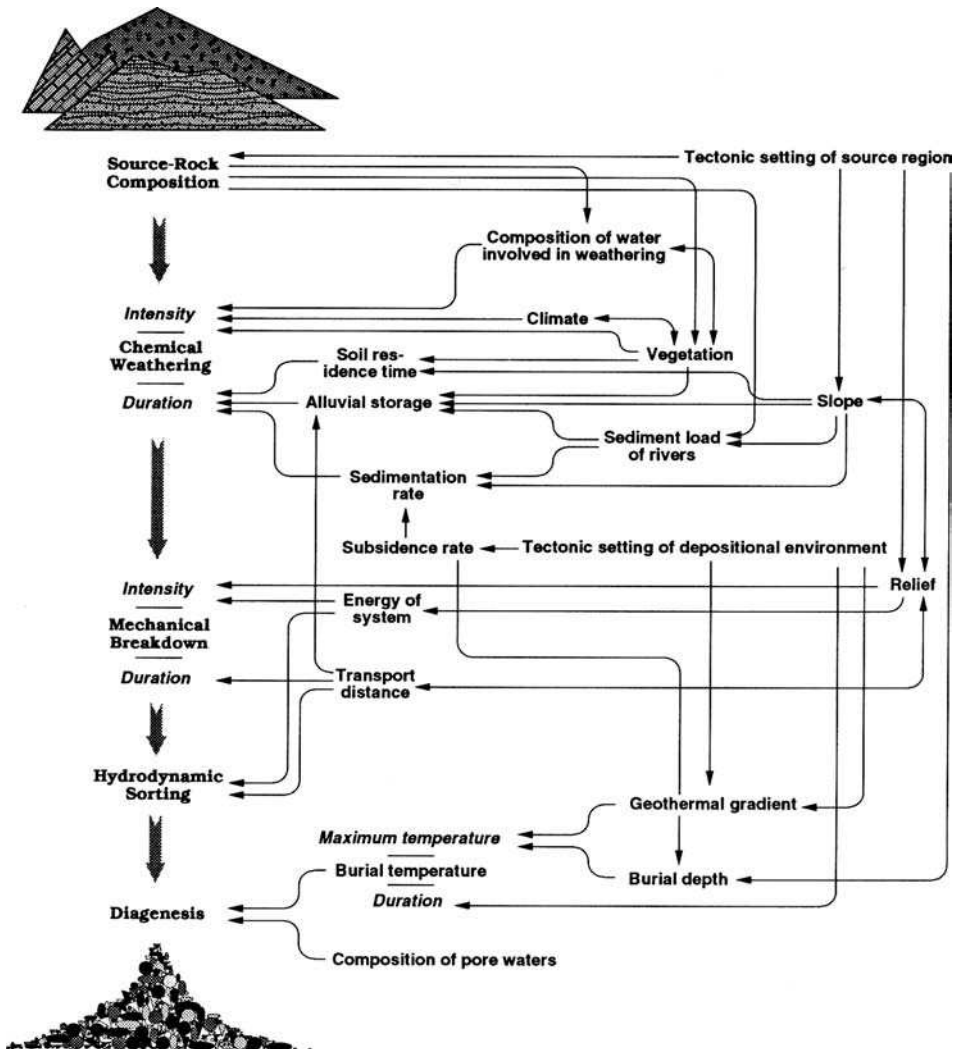 Source-Rock
Composition
Tectonic setting of source region
Composition of water
involved in weathering
Intensity
Climate
Chemical
Weathering
Soil res-
idence time
Vegetation
Duration
Alluvial storage
Slope
Sediment load
of rivers
Sedimentation
rate
Subsidence rate
Tectonic setting of depositional environment
Intensity
Relief
Energy of
system
Mechanical
Breakdown
Duration
Transport
distance
Hydrodynamic
Sorting
Geothermal gradient
Maximum temperature
Burial temperature
Burial depth
Duration
Diagenesis
Composition of pore waters